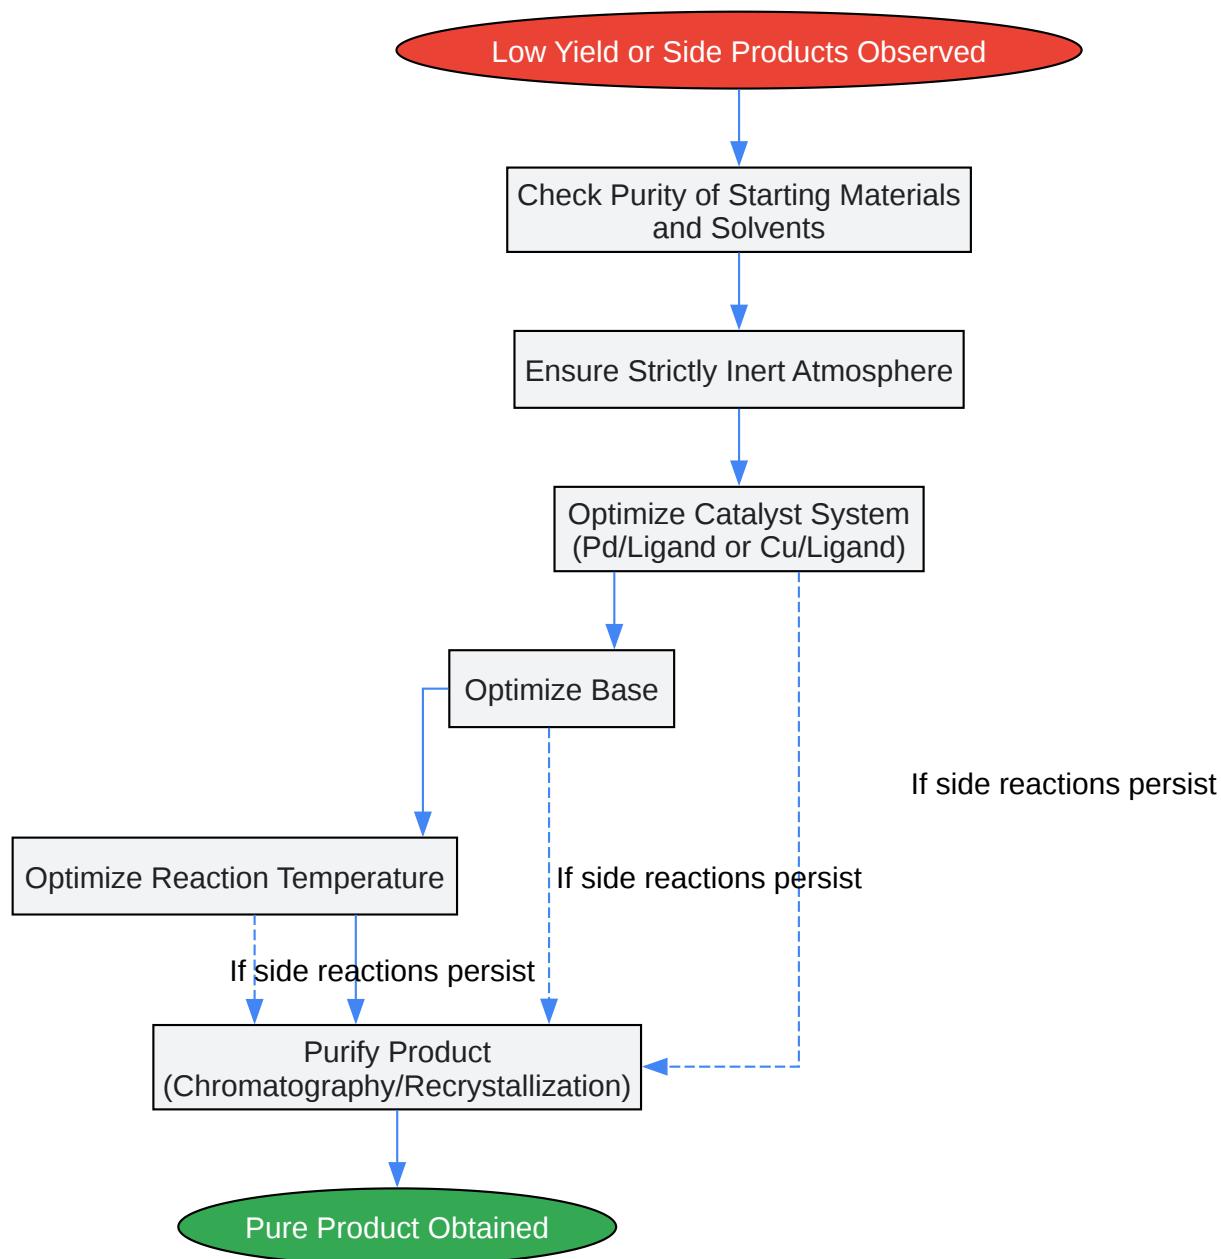 Low Yield or Side Products Observed
Check Purity of Starting Materials
and Solvents
Ensure Strictly Inert Atmosphere
Optimize Catalyst System
(Pd/Ligand or Cu/Ligand)
Optimize Base
If side reactions persist
Optimize Reaction Temperature
If side reactions persist
If side reactions persist
Purify Product
(Chromatography/Recrystallization)
Pure Product Obtained